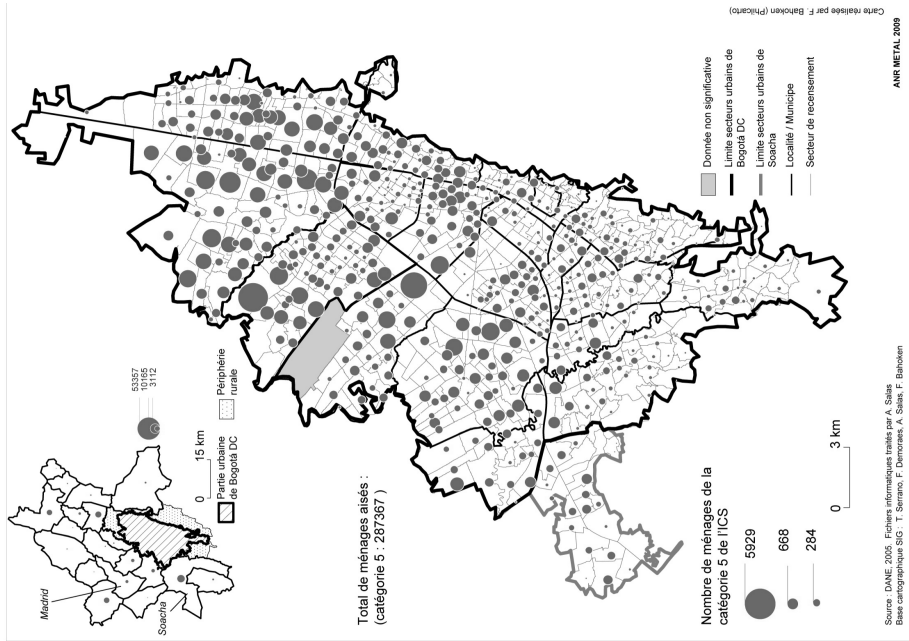 Madrid
Soacha
53357
10165
3112
0 15 km
Partie urbaine
de Bogotá DC
Périphérie
rurale
Total de ménages aisés :
(catégorie 5 : 287367 )
Nombre de ménages de la
catégorie 5 de l'ICS
5929
668
284
0 3 km
Donnée non significative
Limite secteurs urbains de
Bogotá DC
Limite secteurs urbains de
Soacha
Localité / Municipe
Secteur de recensement
Source : DANE, 2005. Fichiers informatiques traités par A. Salas
Base cartographique SIG : T. Serrano, F. Demoraes, A. Salas, F. Bahoken
Carte réalisée par F. Bahoken (Philcarto)
ANR METAL 2009